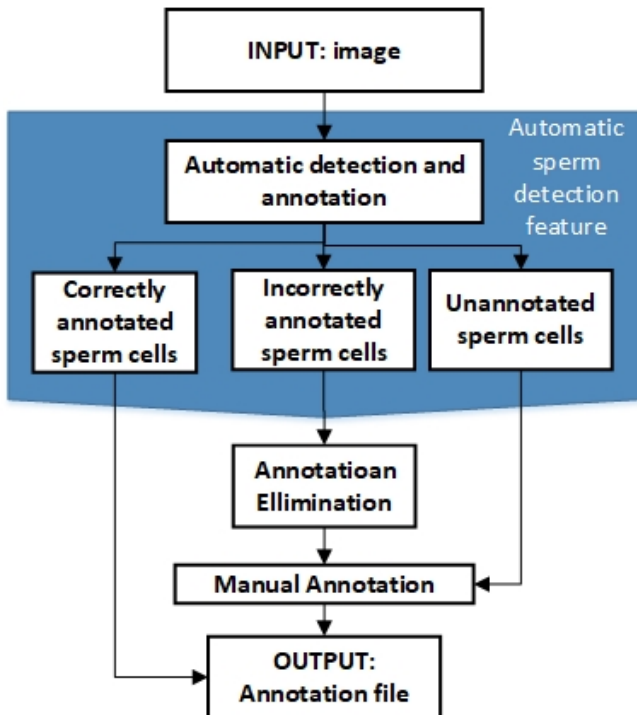 INPUT: image
Automatic
sperm
detection
feature
Automatic detection and
annotation
Correctly
annotated
sperm cells
Incorrectly
annotated
sperm cells
Unannotated
sperm cells
Annotatioan
Ellimination
Manual Annotation
OUTPUT:
Annotation file